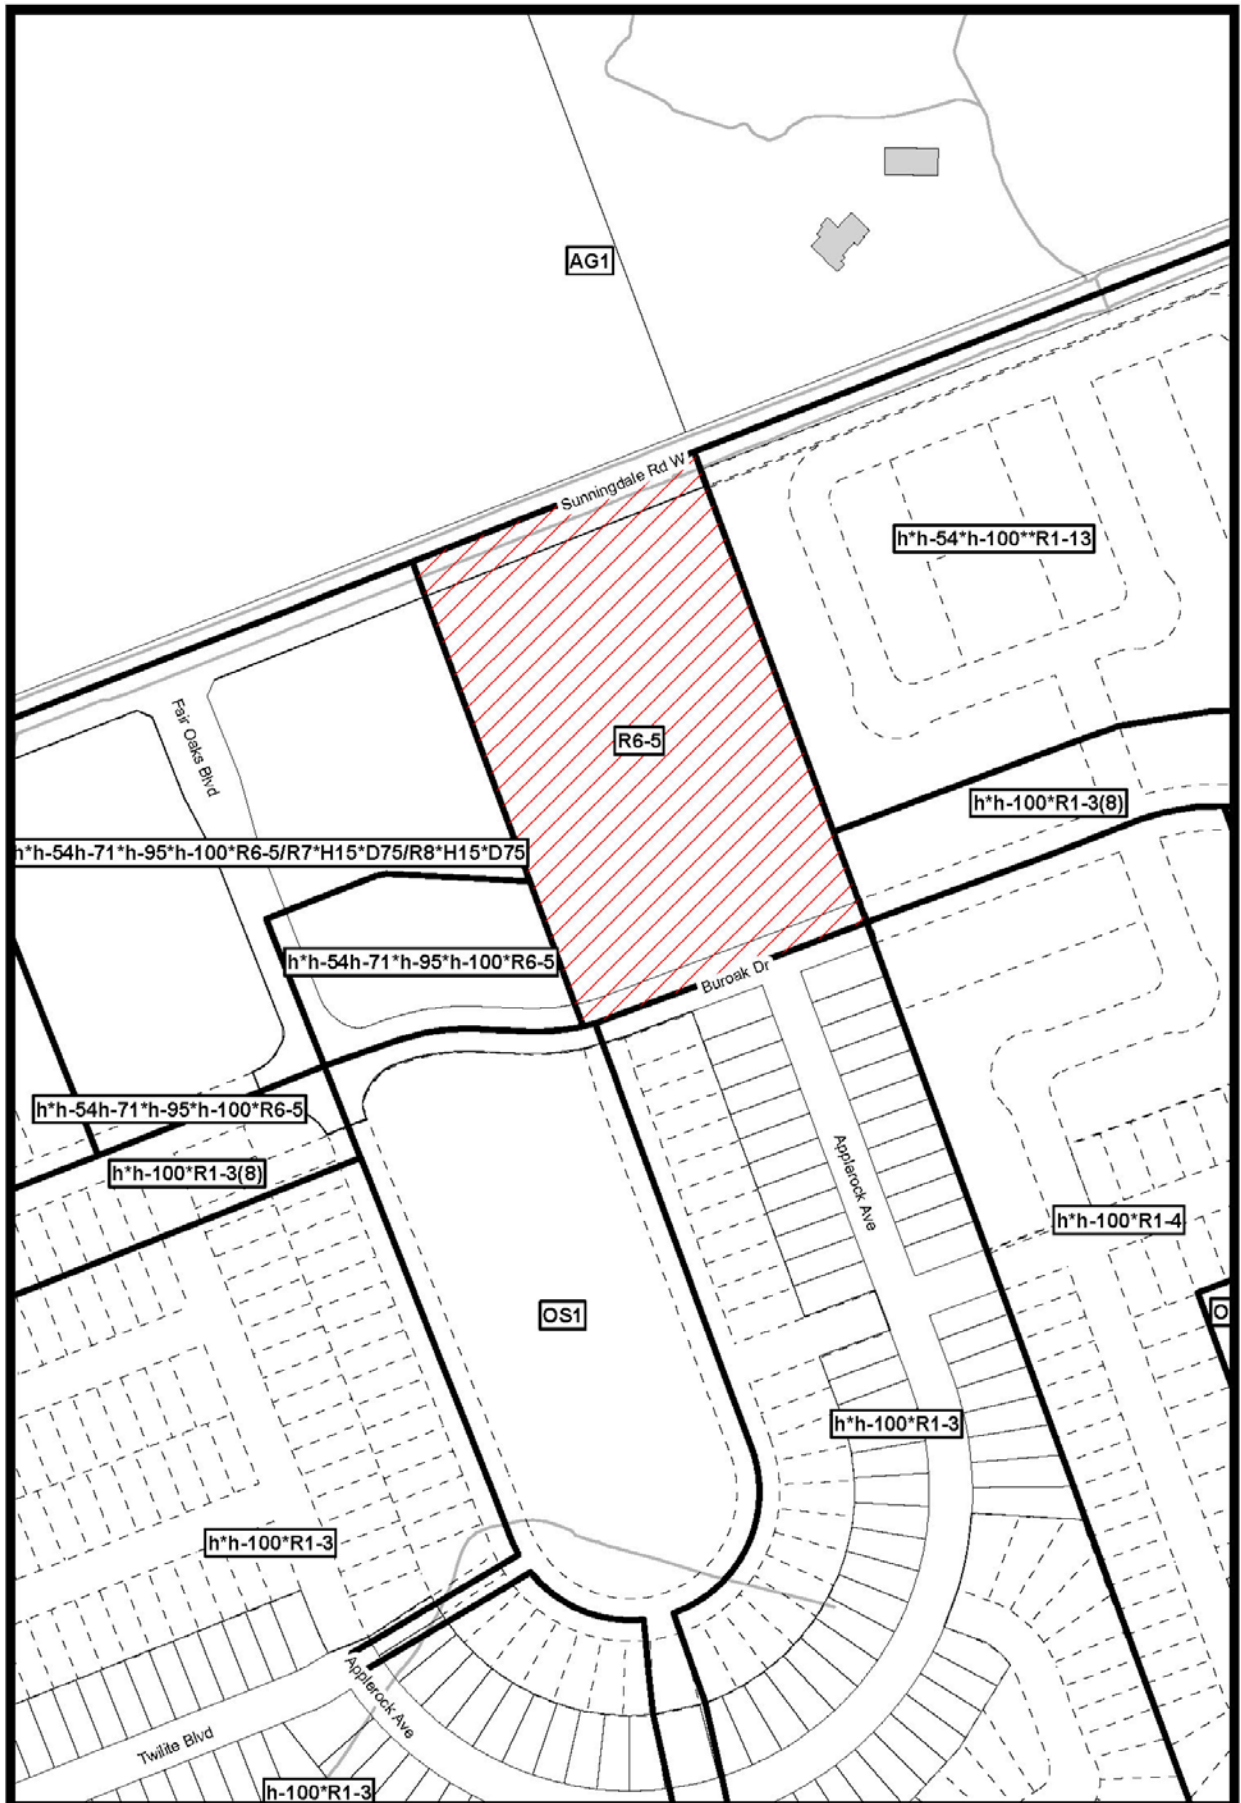 AG1
Sunningdale Rd W
h*h-54*h-100**R1-13
Fair Oaks Blvd
R6-5
h*h-100*R1-3(8)
h*h-54h-71*h-95*h-100*R6-5/R7*H15*D75/R8*H15*D75
h*h-54h-71*h-95*h-100*R6-5
Buroak Dr
h*h-54h-71*h-95*h-100*R6-5
h*h-100*R1-3(8)
Applerock Ave
h*h-100*R1-4
OS1
O
h*h-100*R1-3
h*h-100*R1-3
Applerock Ave
Twilite Blvd
h-100*R1-3